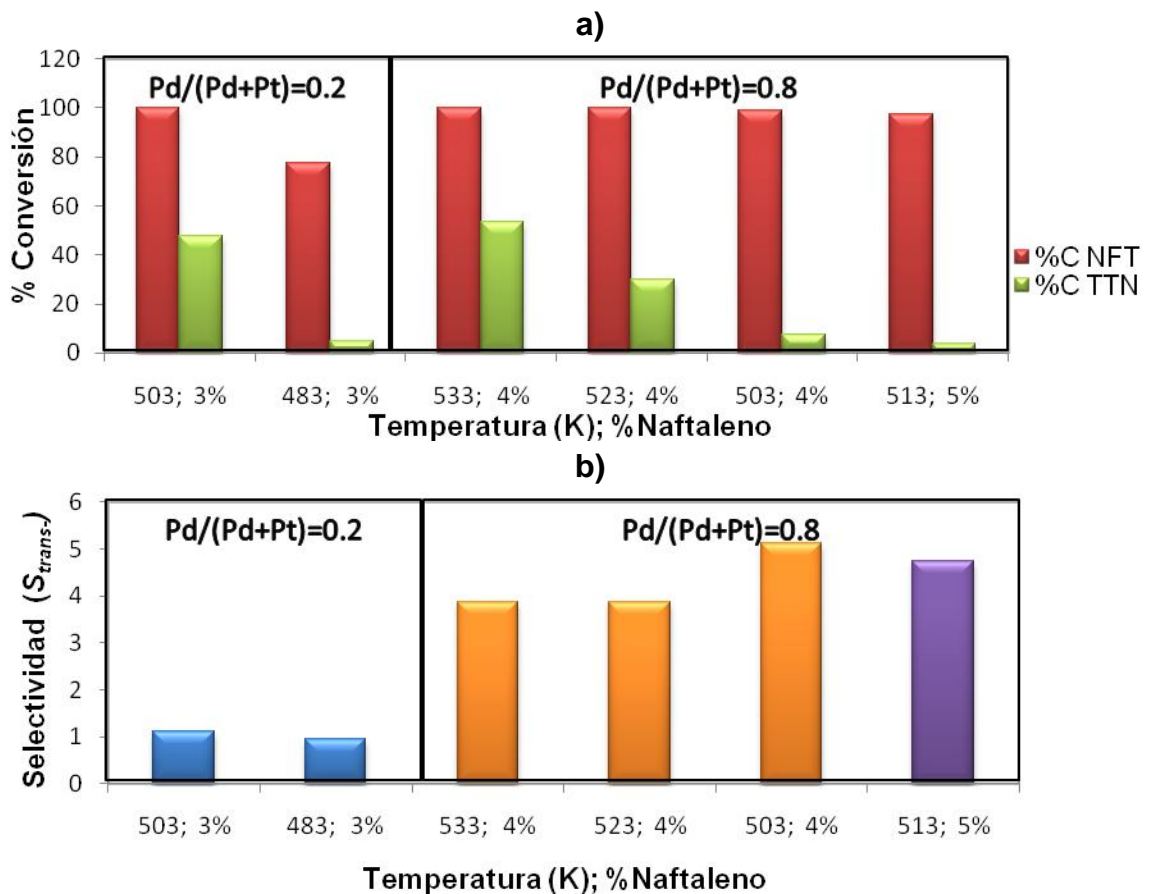 a)
120
100
80
60
40
20
0
% Conversión
Pd/(Pd+Pt)=0.2
Pd/(Pd+Pt)=0.8
%C NFT
%C TTN
503; 3%
483; 3%
533; 4%
523; 4%
503; 4%
513; 5%
Temperatura (K); %Naftaleno
b)
6
5
4
3
2
1
0
Selectividad (Strans-)
Pd/(Pd+Pt)=0.2
Pd/(Pd+Pt)=0.8
503; 3%
483; 3%
533; 4%
523; 4%
503; 4%
513; 5%
Temperatura (K); %Naftaleno